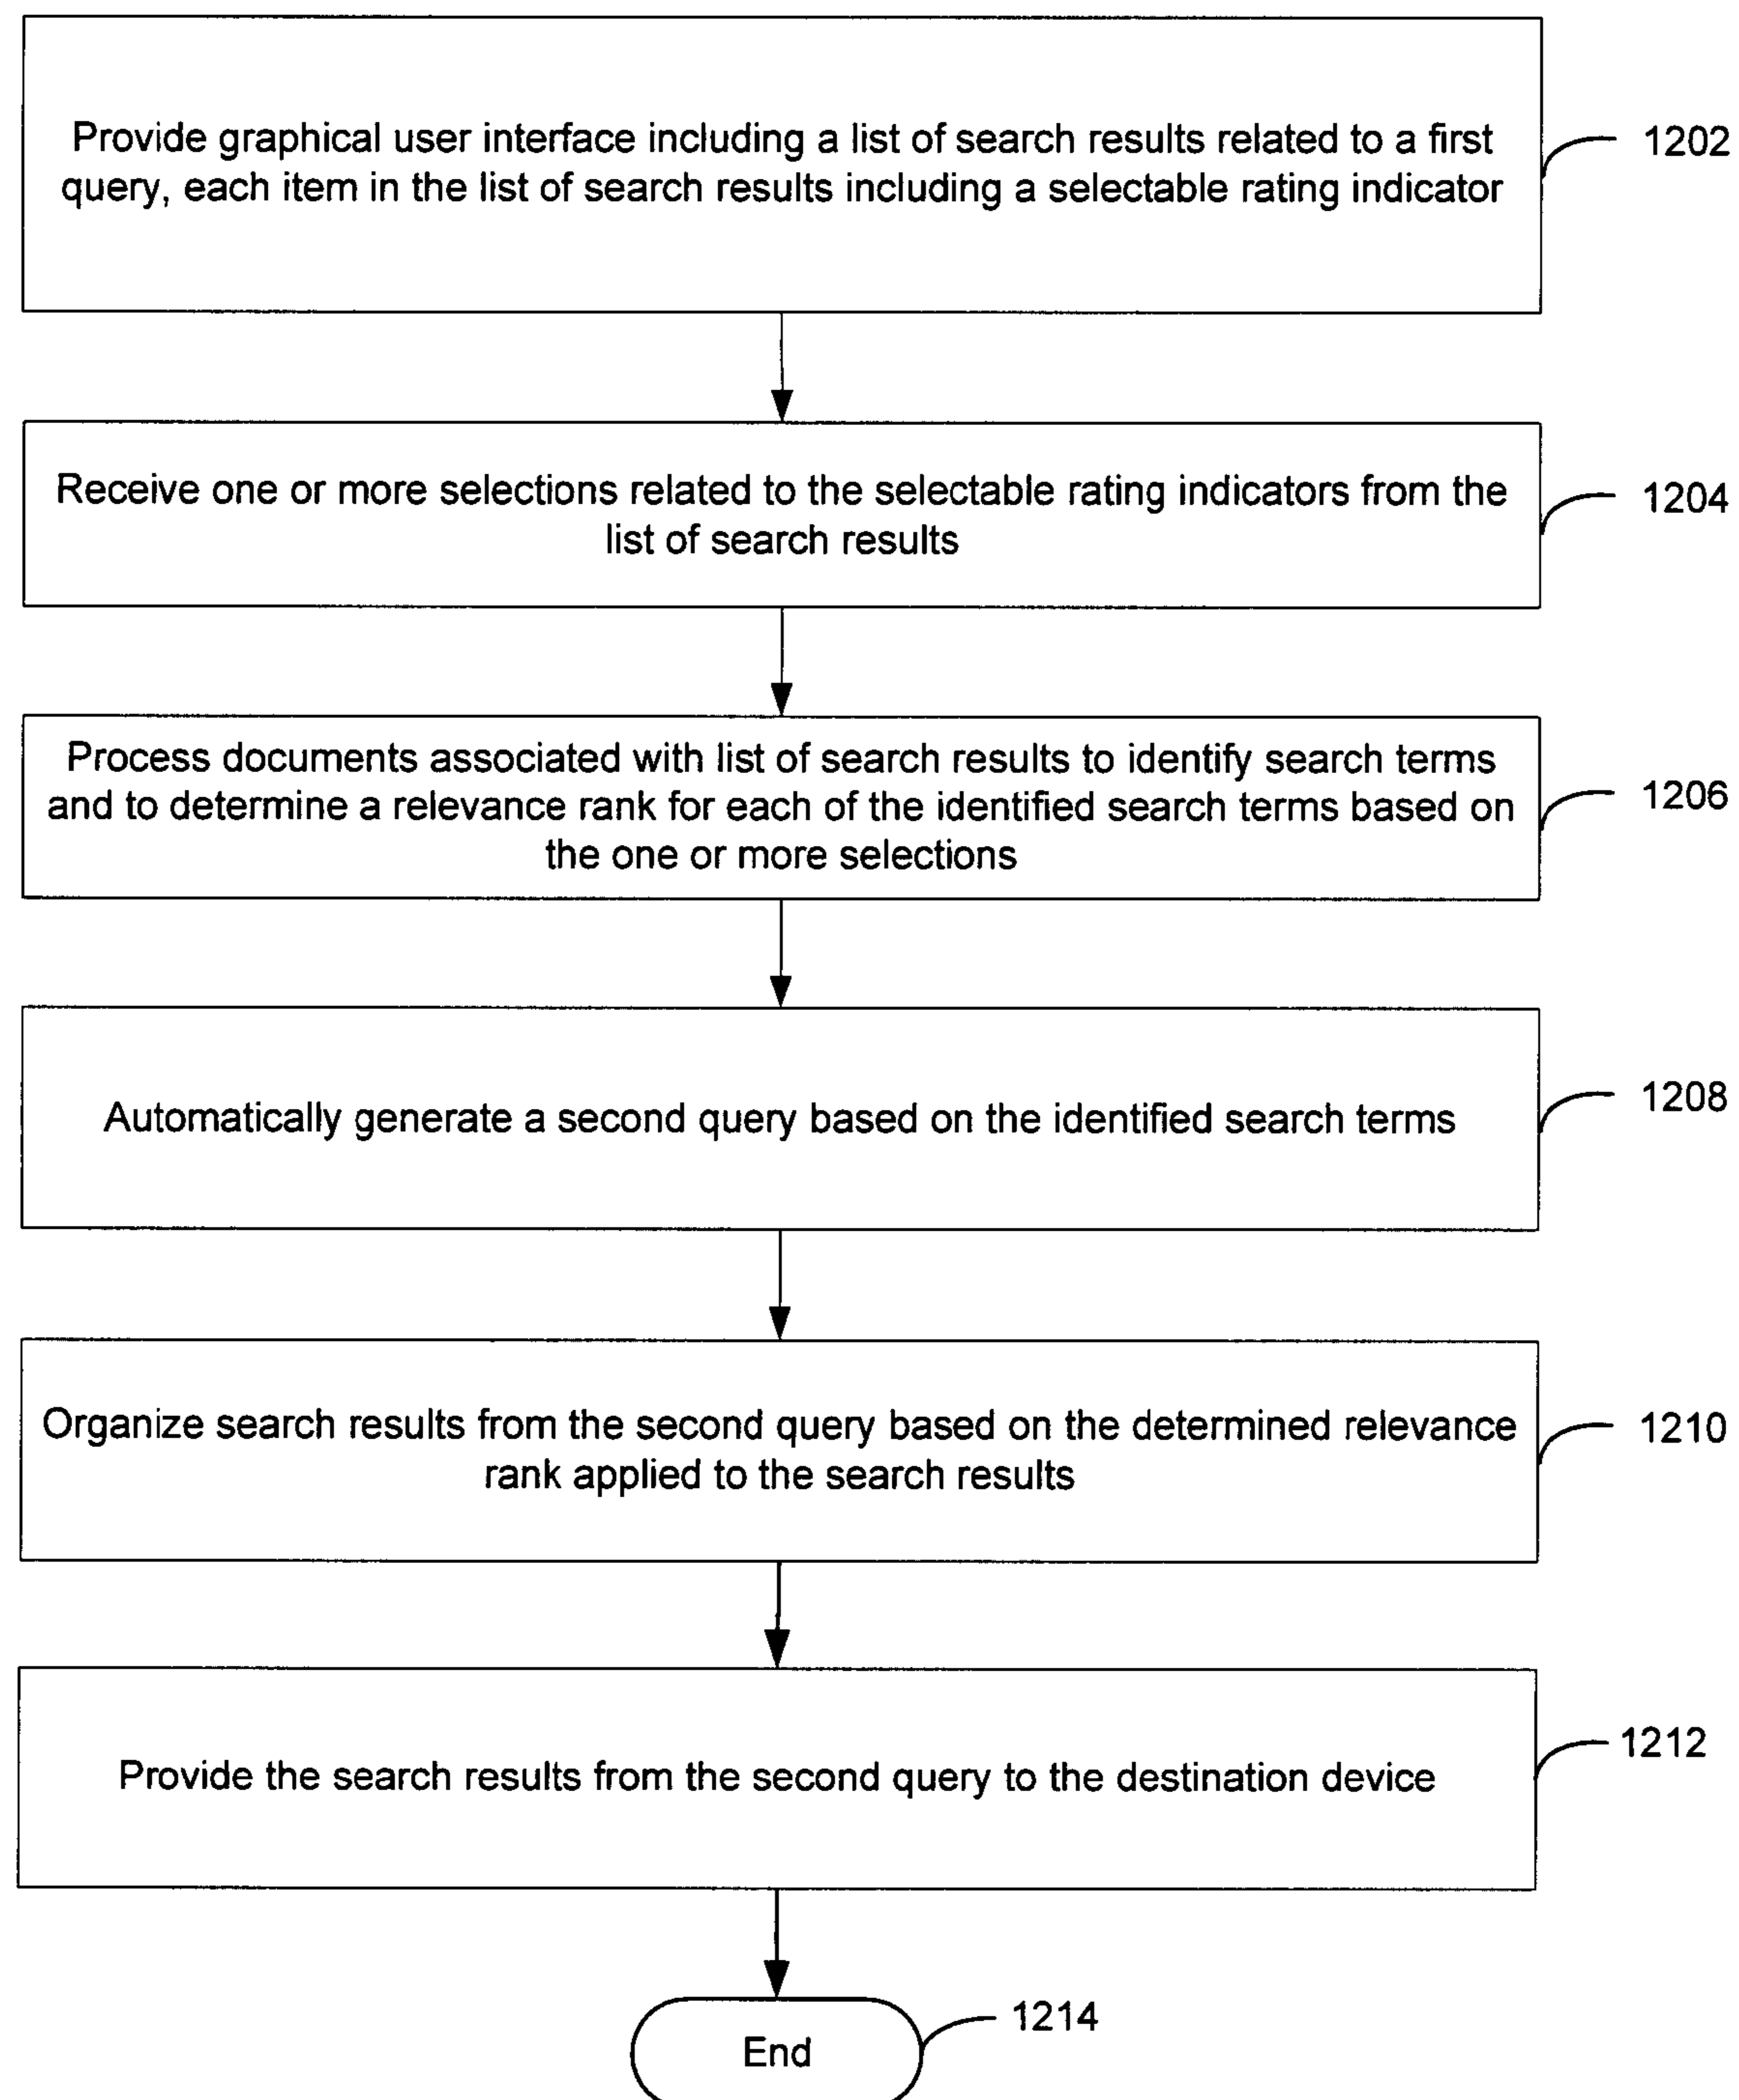 Provide graphical user interface including a list of search results related to a first
query, each item in the list of search results including a selectable rating indicator
1202
Receive one or more selections related to the selectable rating indicators from the
list of search results
1204
Process documents associated with list of search results to identify search terms
and to determine a relevance rank for each of the identified search terms based on
the one or more selections
1206
Automatically generate a second query based on the identified search terms
1208
Organize search results from the second query based on the determined relevance
rank applied to the search results
1210
Provide the search results from the second query to the destination device
1212
End
1214